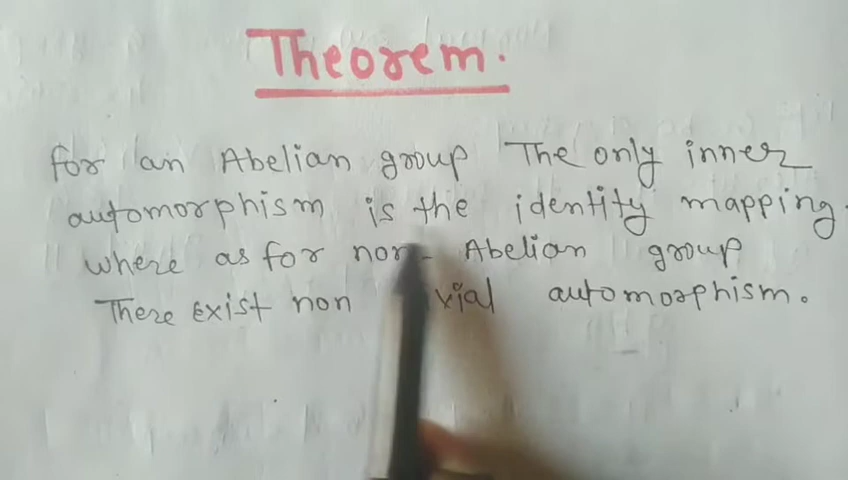 Theorem.
for an Abelian group The only inner
automorphism is the identity mapping.
where as for non- Abelian group
There Exist non automorphism.